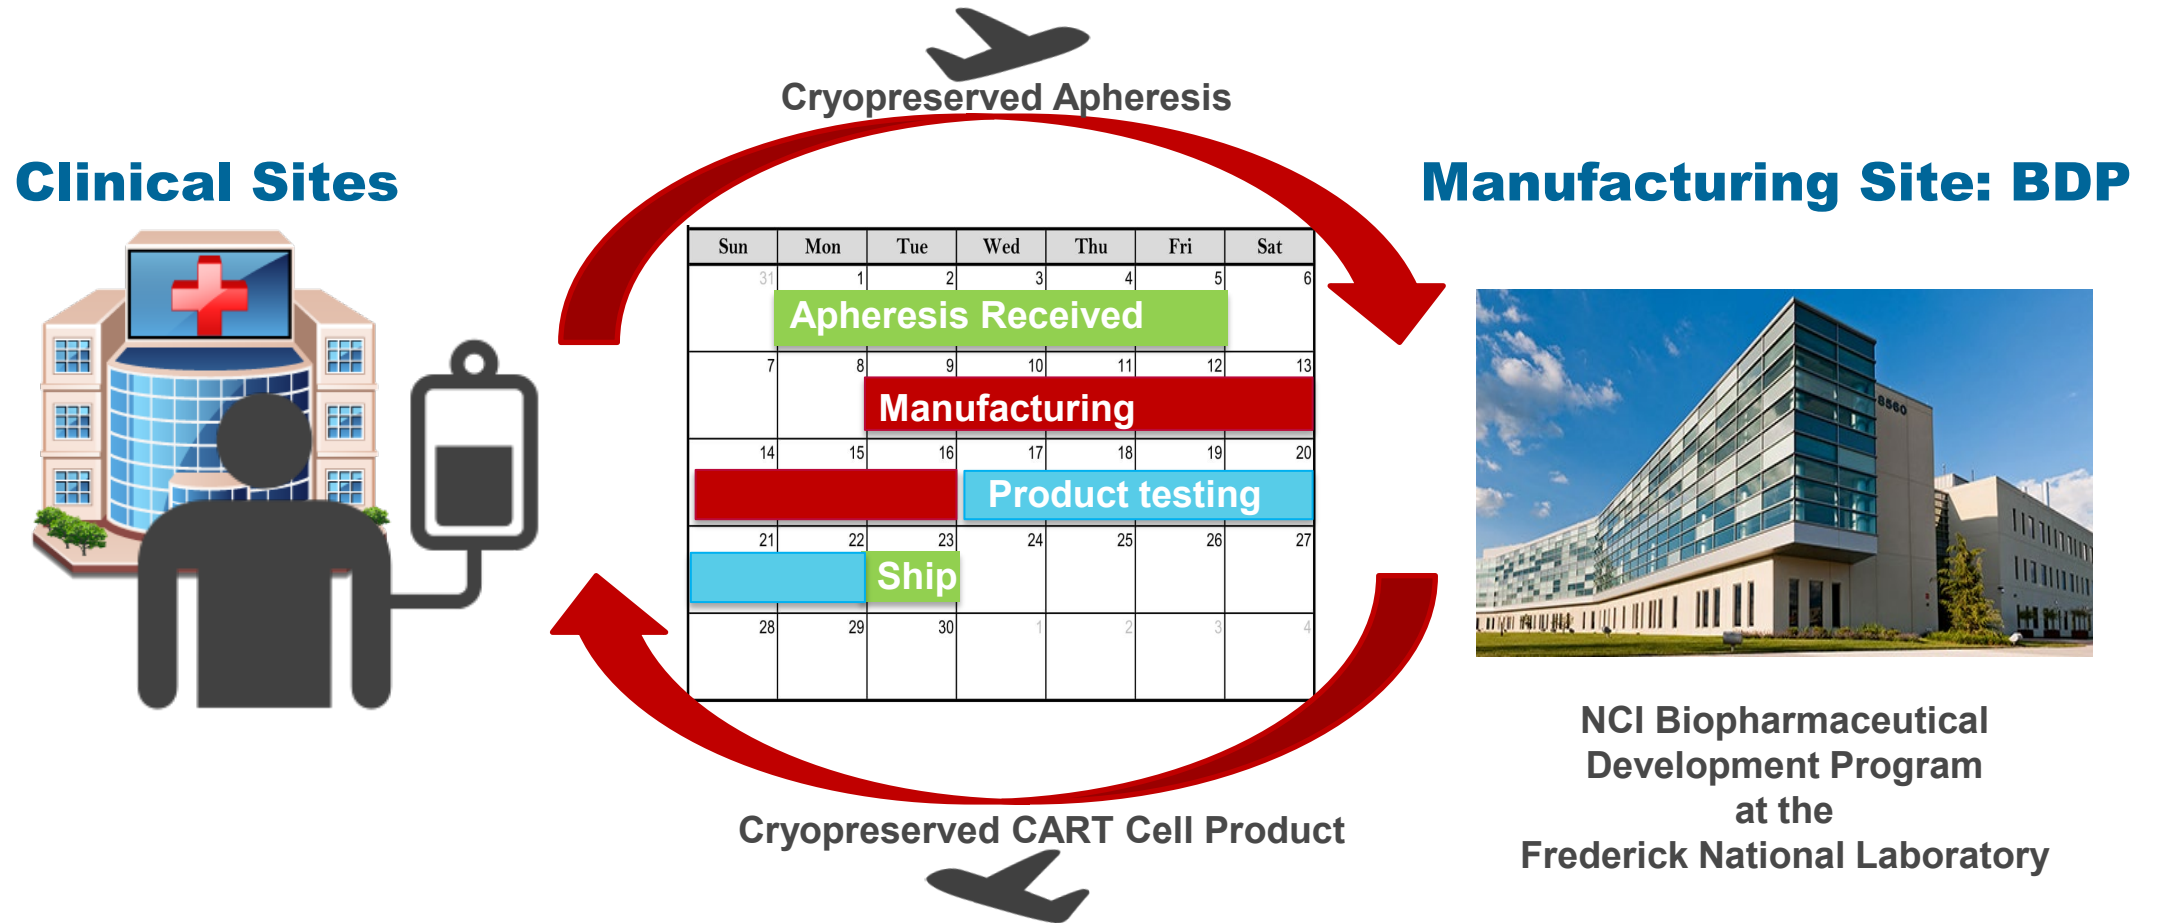 Cryopreserved Apheresis
Clinical Sites
Manufacturing Site: BDP
Sun Mon Tue Wed Thu Fri Sat
31 1 2 3 4 5 6
Apheresis Received
7 8 9 10 11 12 13
Manufacturing
14 15 16 17 18 19 20
Product testing
21 22 23 24 25 26 27
Ship
28 29 30 1 2 3 4
8560
NCI Biopharmaceutical
Development Program
at the
Frederick National Laboratory
Cryopreserved CART Cell Product